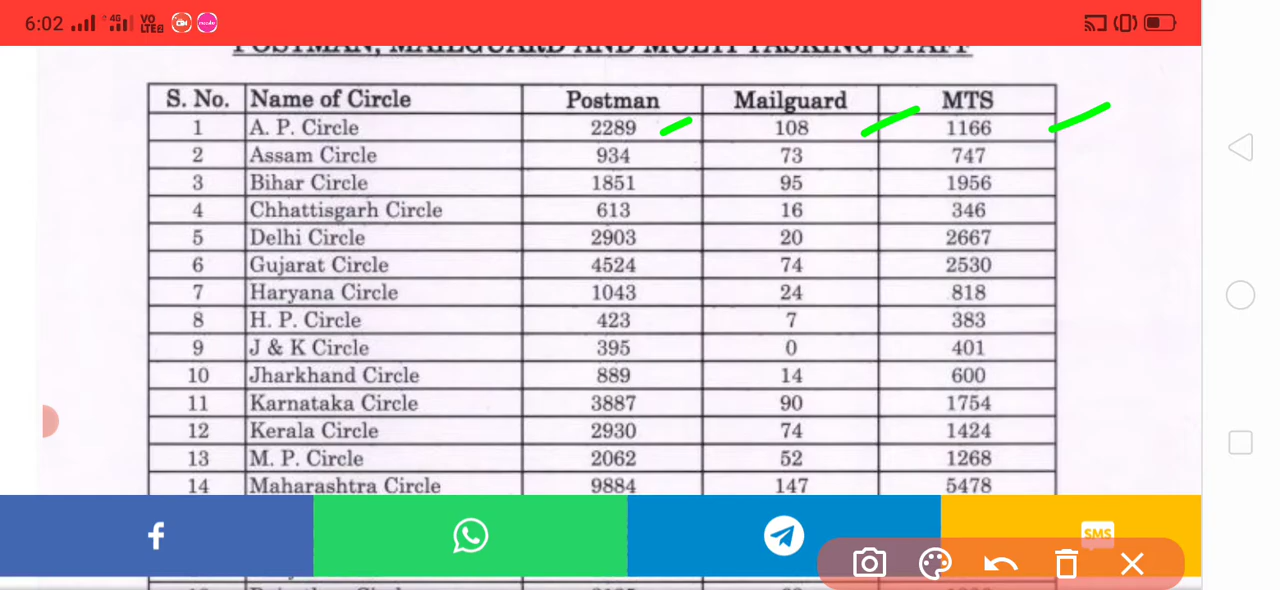 6:02 4G VO LTE
POSTMAN, MAILGUARD AND MULTI TASKING STAFF
S. No. Name of Circle Postman Mailguard MTS
1 A. P. Circle 2289 108 1166
2 Assam Circle 934 73 747
3 Bihar Circle 1851 95 1956
4 Chhattisgarh Circle 613 16 346
5 Delhi Circle 2903 20 2667
6 Gujarat Circle 4524 74 2530
7 Haryana Circle 1043 24 818
8 H. P. Circle 423 7 383
9 J & K Circle 395 0 401
10 Jharkhand Circle 889 14 600
11 Karnataka Circle 3887 90 1754
12 Kerala Circle 2930 74 1424
13 M. P. Circle 2062 52 1268
14 Maharashtra Circle 9884 147 5478
SMS